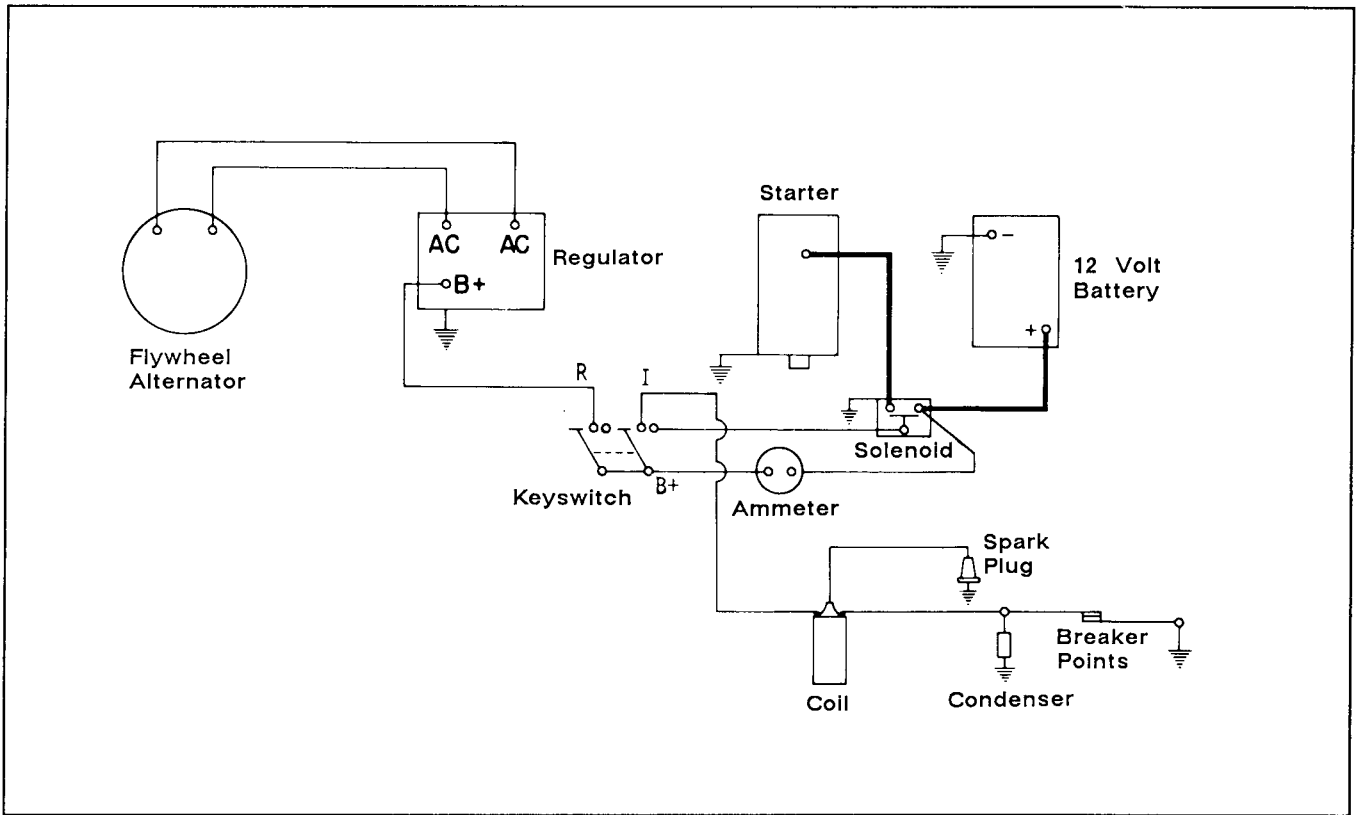 Starter
AC
AC
Regulator
B+
-
12 Volt
Battery
+
Flywheel
Alternator
R
I
Solenoid
Keyswitch
B+
Ammeter
Spark
Plug
Breaker
Points
Coil
Condenser